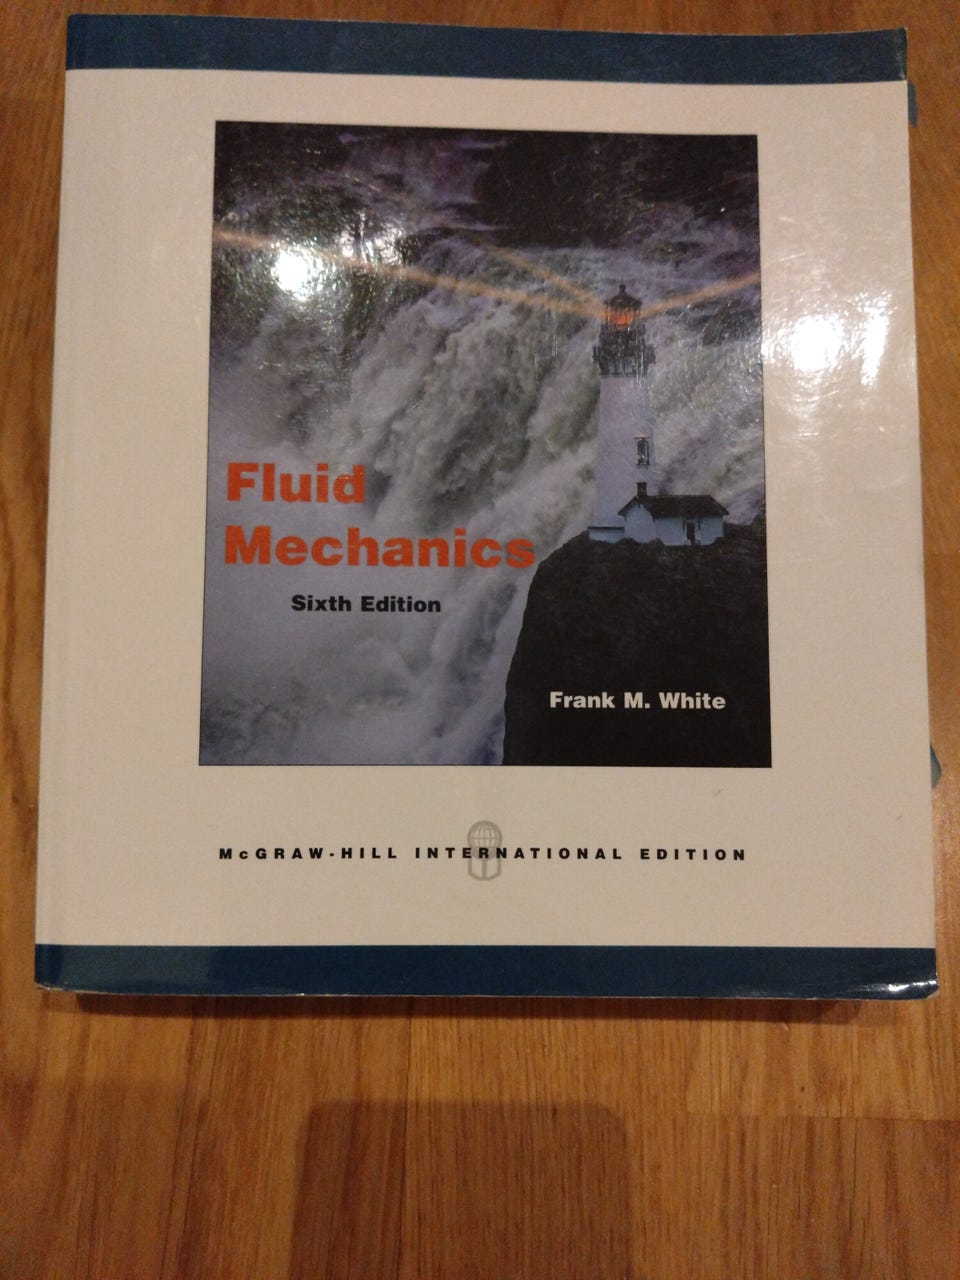 Fluid
Mechanics
Sixth Edition
Frank M. White
McGRAW-HILL INTERNATIONAL EDITION